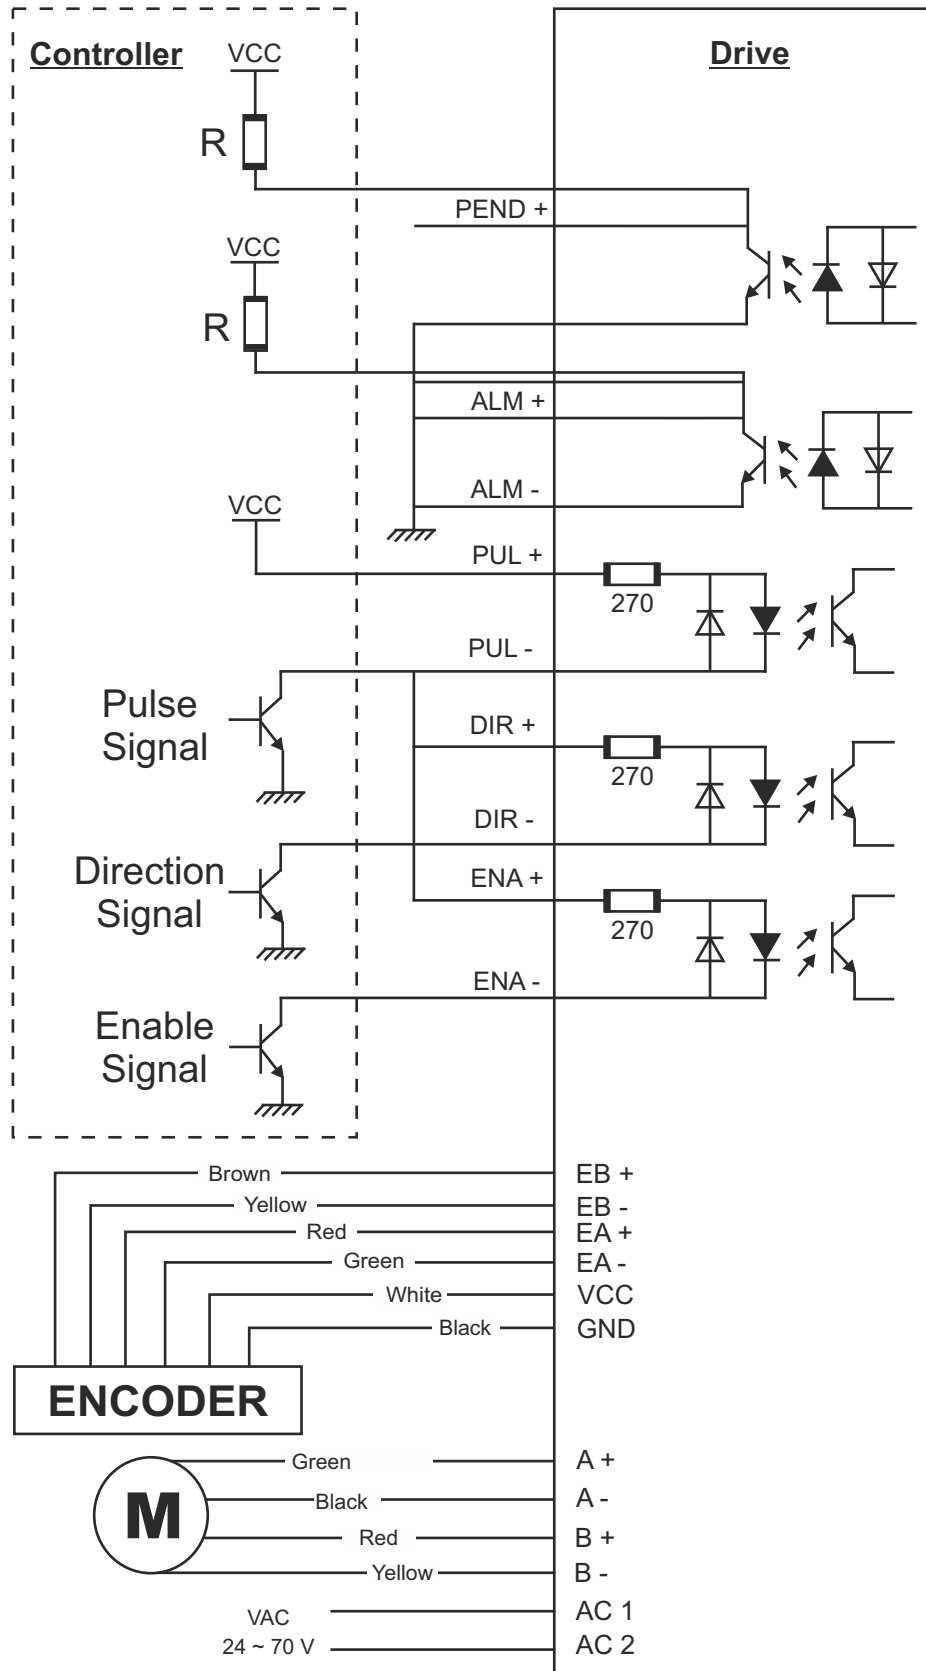 Controller
Drive
VCC
R
PEND +
VCC
R
ALM +
ALM -
VCC
PUL +
270
PUL -
Pulse
Signal
DIR +
270
DIR -
Direction
Signal
ENA +
270
ENA -
Enable
Signal
Brown
EB +
Yellow
EB -
Red
EA +
Green
EA -
White
VCC
Black
GND
ENCODER
Green
A +
M
Black
A -
Red
B +
Yellow
B -
VAC
24 ~ 70 V
AC 1
AC 2